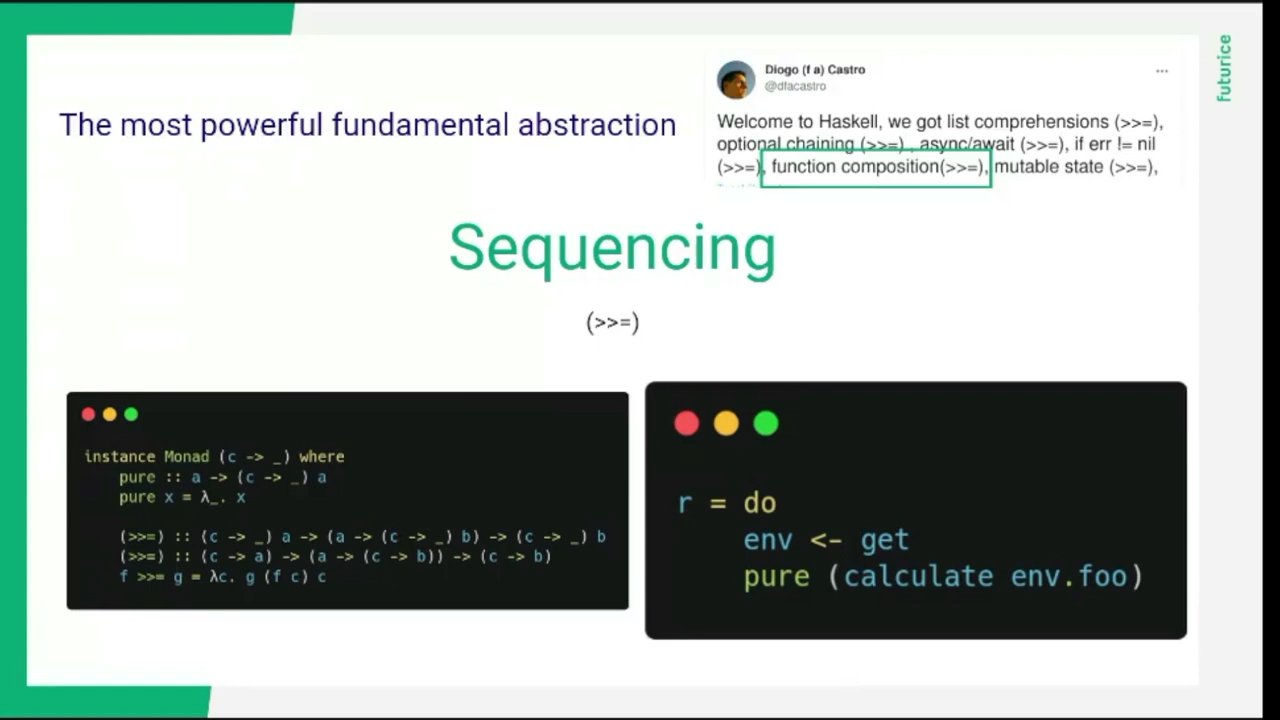 futurice
The most powerful fundamental abstraction
Diogo (f a) Castro
@dfacastro
...
Welcome to Haskell, we got list comprehensions (>>=),
optional chaining (>>=) , async/await (>>=), if err != nil
(>>=), function composition(>>=), mutable state (>>=),
Sequencing
(>>=)
instance Monad (c -> _) where
pure :: a -> (c -> _) a
pure x = λ_. x
(>>=) :: (c -> _) a -> (a -> (c -> _) b) -> (c -> _) b
(>>=) :: (c -> a) -> (a -> (c -> b)) -> (c -> b)
f >>= g = λc. g (f c) c
r = do
env <- get
pure (calculate env.foo)